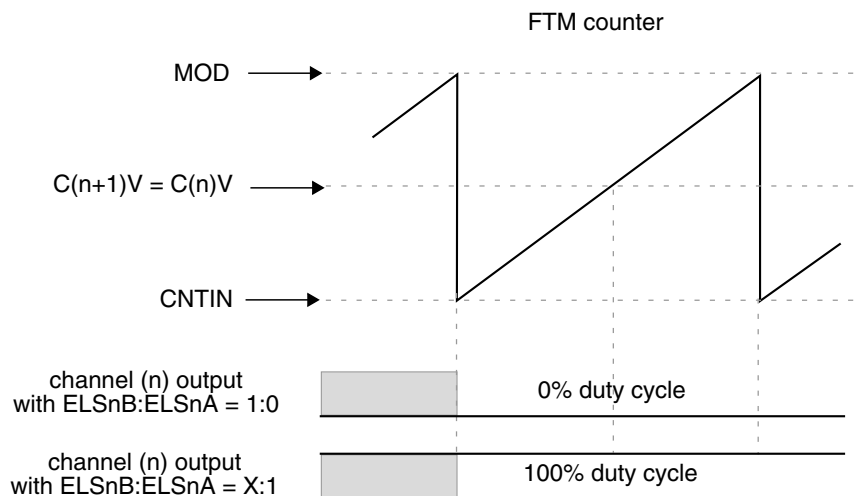 FTM counter
MOD
C(n+1)V = C(n)V
CNTIN
channel (n) output
with ELSnB:ELSnA = 1:0
0% duty cycle
channel (n) output
with ELSnB:ELSnA = X:1
100% duty cycle